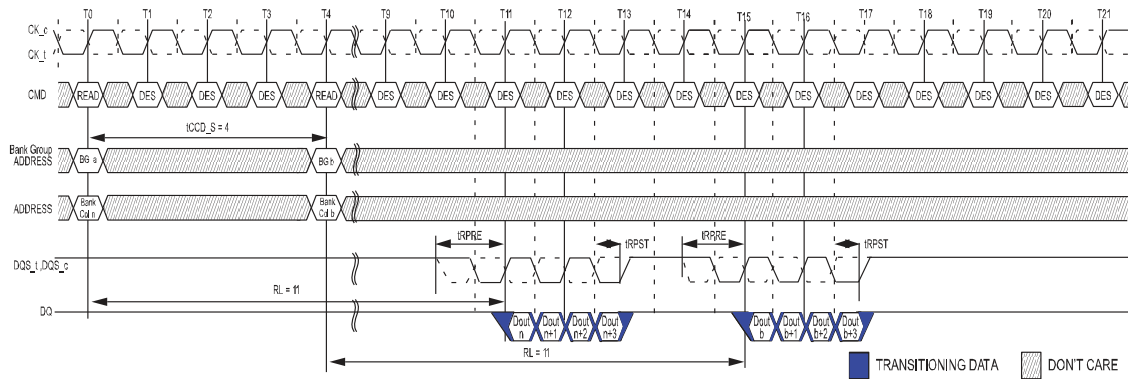 T0 T1 T2 T3 T4 T9 T10 T11 T12 T13 T14 T15 T16 T17 T18 T19 T20 T21
CK_c
CK_t
CMD READ DES DES DES READ DES DES DES DES DES DES DES DES DES DES DES DES DES
tCCD_S = 4
Bank Group
ADDRESS BG a BG b
ADDRESS Bank Col n Bank Col b
tRPRE tRPST tRPRE tRPST
DQS_t ,DQS_c
RL = 11
DQ Dout n Dout n+1 Dout n+2 Dout n+3 Dout b Dout b+1 Dout b+2 Dout b+3
RL = 11
TRANSITIONING DATA DON'T CARE